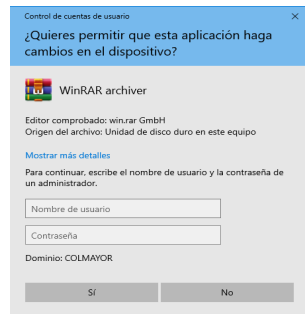 Control de cuentas de usuario
¿Quieres permitir que esta aplicación haga
cambios en el dispositivo?
WinRAR archiver
Editor comprobado: win.rar GmbH
Origen del archivo: Unidad de disco duro en este equipo
Mostrar más detalles
Para continuar, escribe el nombre de usuario y la contraseña de
un administrador.
Nombre de usuario
Contraseña
Dominio: COLMAYOR
Sí
No